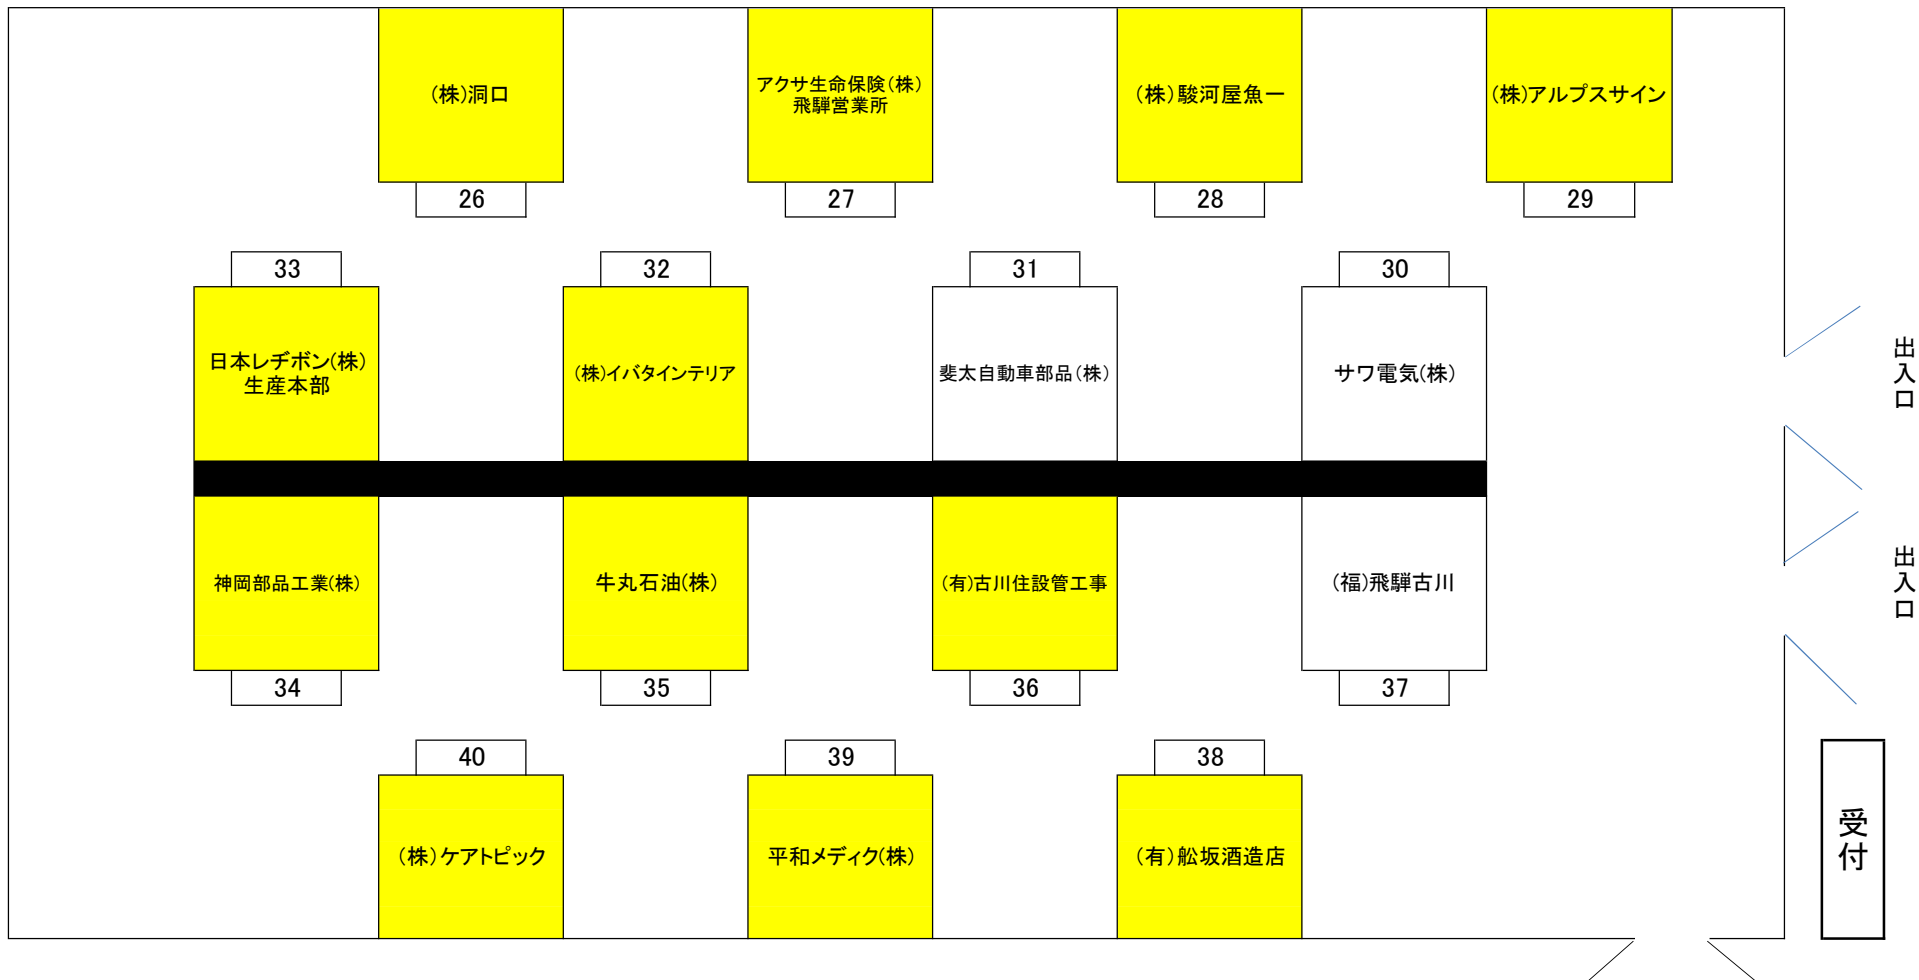 (株)洞口
アクサ生命保険(株)
飛騨営業所
(株)駿河屋魚一
(株)アルプスサイン
26
27
28
29
33
32
31
30
日本レヂボン(株)
生産本部
(株)イバタインテリア
斐太自動車部品(株)
サワ電気(株)
出入口
神岡部品工業(株)
牛丸石油(株)
(有)古川住設管工事
(福)飛騨古川
出入口
34
35
36
37
40
39
38
(株)ケアトピック
平和メディク(株)
(有)舩坂酒造店
受付